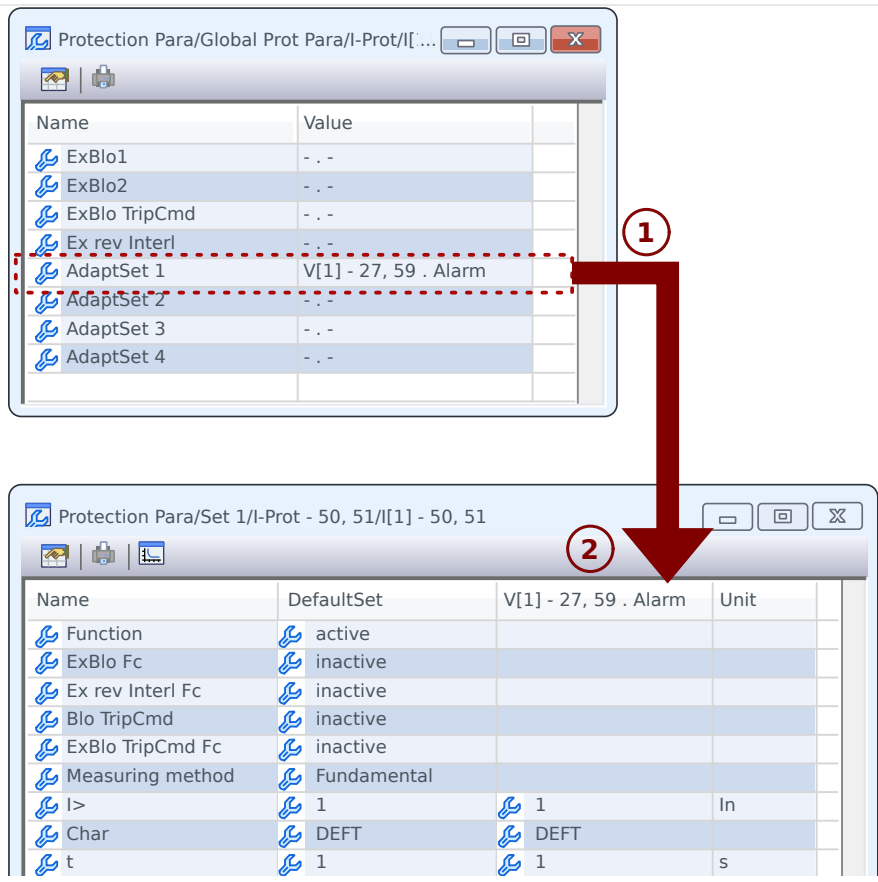 Protection Para/Global Prot Para/I-Prot/I[...
Name Value
ExBlo1 - . -
ExBlo2 - . -
ExBlo TripCmd - . -
Ex rev Interl - . -
AdaptSet 1 V[1] - 27, 59 . Alarm
AdaptSet 2 - . -
AdaptSet 3 - . -
AdaptSet 4 - . -
1
Protection Para/Set 1/I-Prot - 50, 51/I[1] - 50, 51
2
Name DefaultSet V[1] - 27, 59 . Alarm Unit
Function active
ExBlo Fc inactive
Ex rev Interl Fc inactive
Blo TripCmd inactive
ExBlo TripCmd Fc inactive
Measuring method Fundamental
I> 1 1 In
Char DEFT DEFT
t 1 1 s